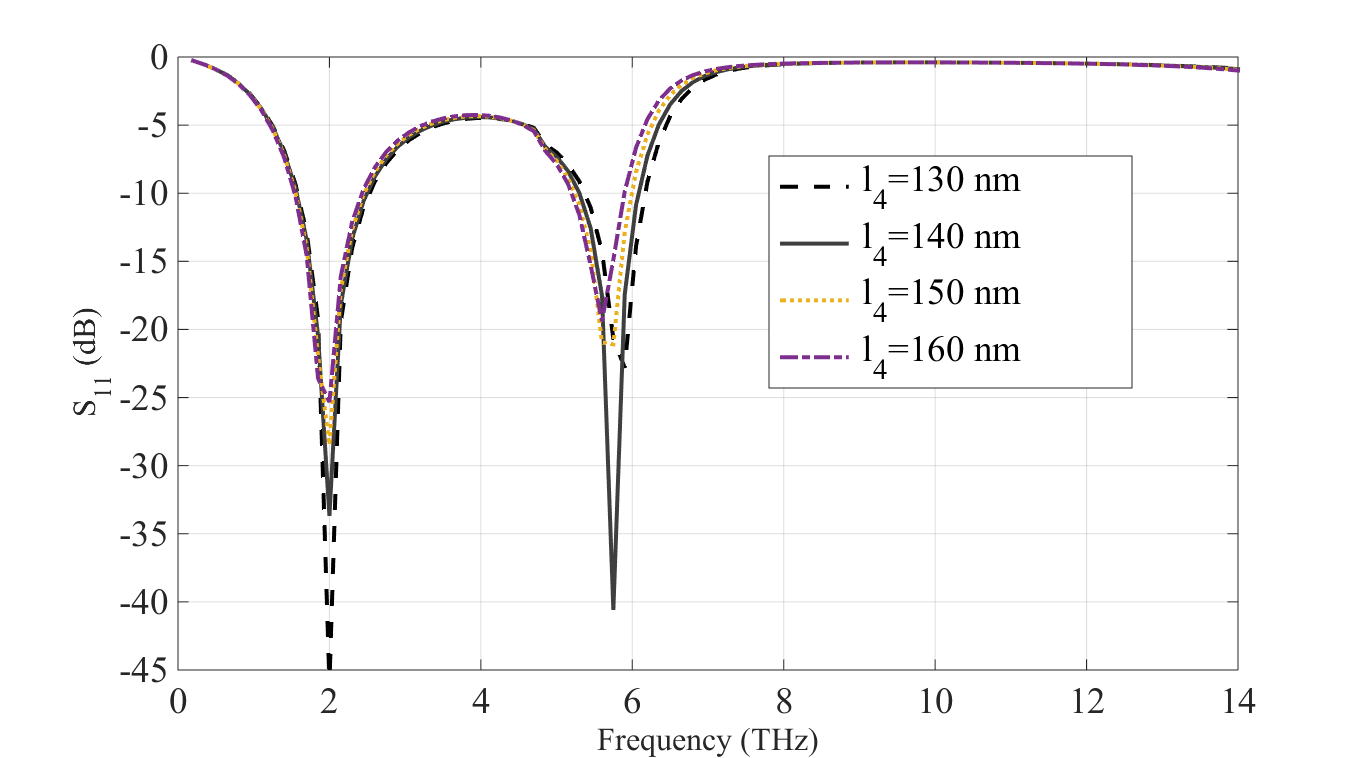 0
-5
-10
-15
-20
-25
-30
-35
-40
-45
S11 (dB)
0 2 4 6 8 10 12 14
Frequency (THz)
l4=130 nm
l4=140 nm
l4=150 nm
l4=160 nm